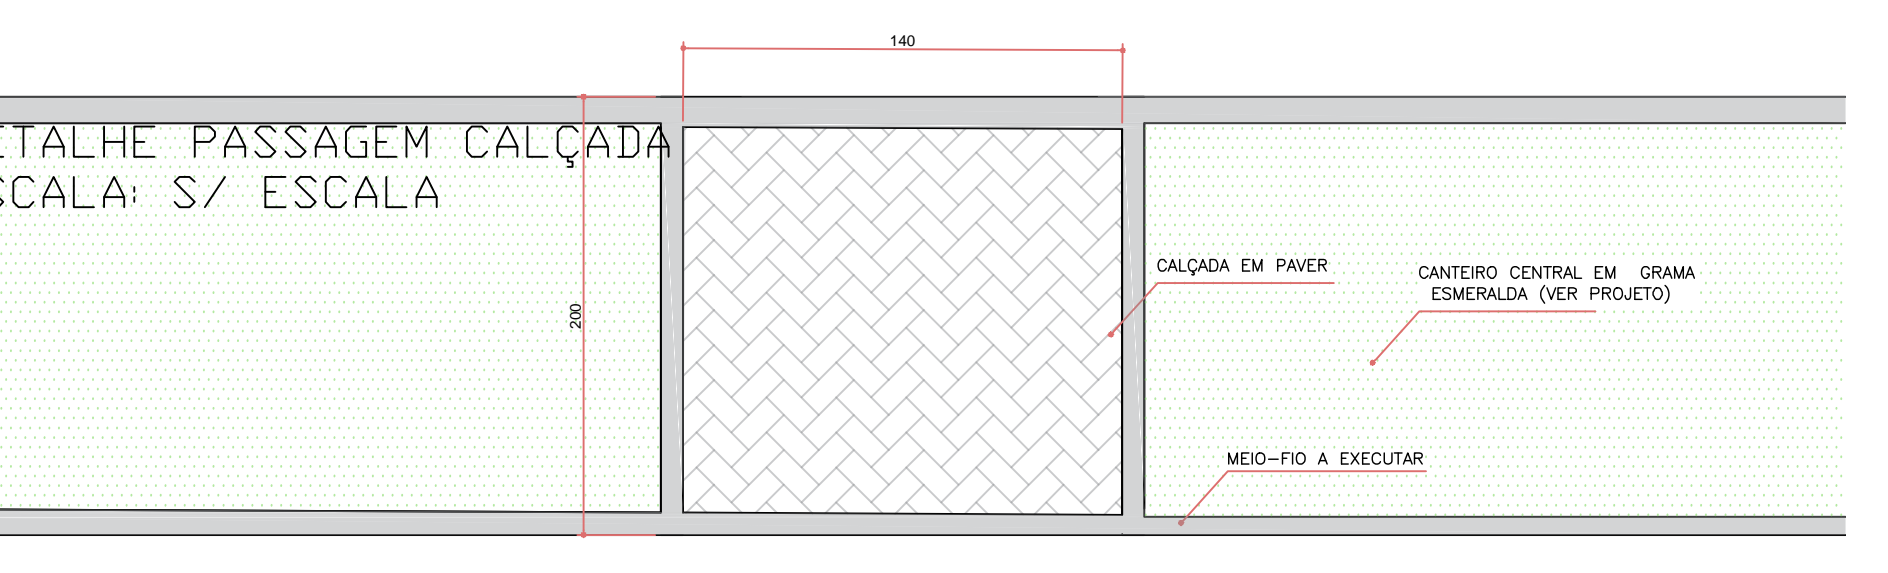 140
ETALHE PASSAGEM CALÇADA
SCALA: S/ ESCALA
200
CALÇADA EM PAVER
CANTEIRO CENTRAL EM GRAMA
ESMERALDA (VER PROJETO)
MEIO-FIO A EXECUTAR